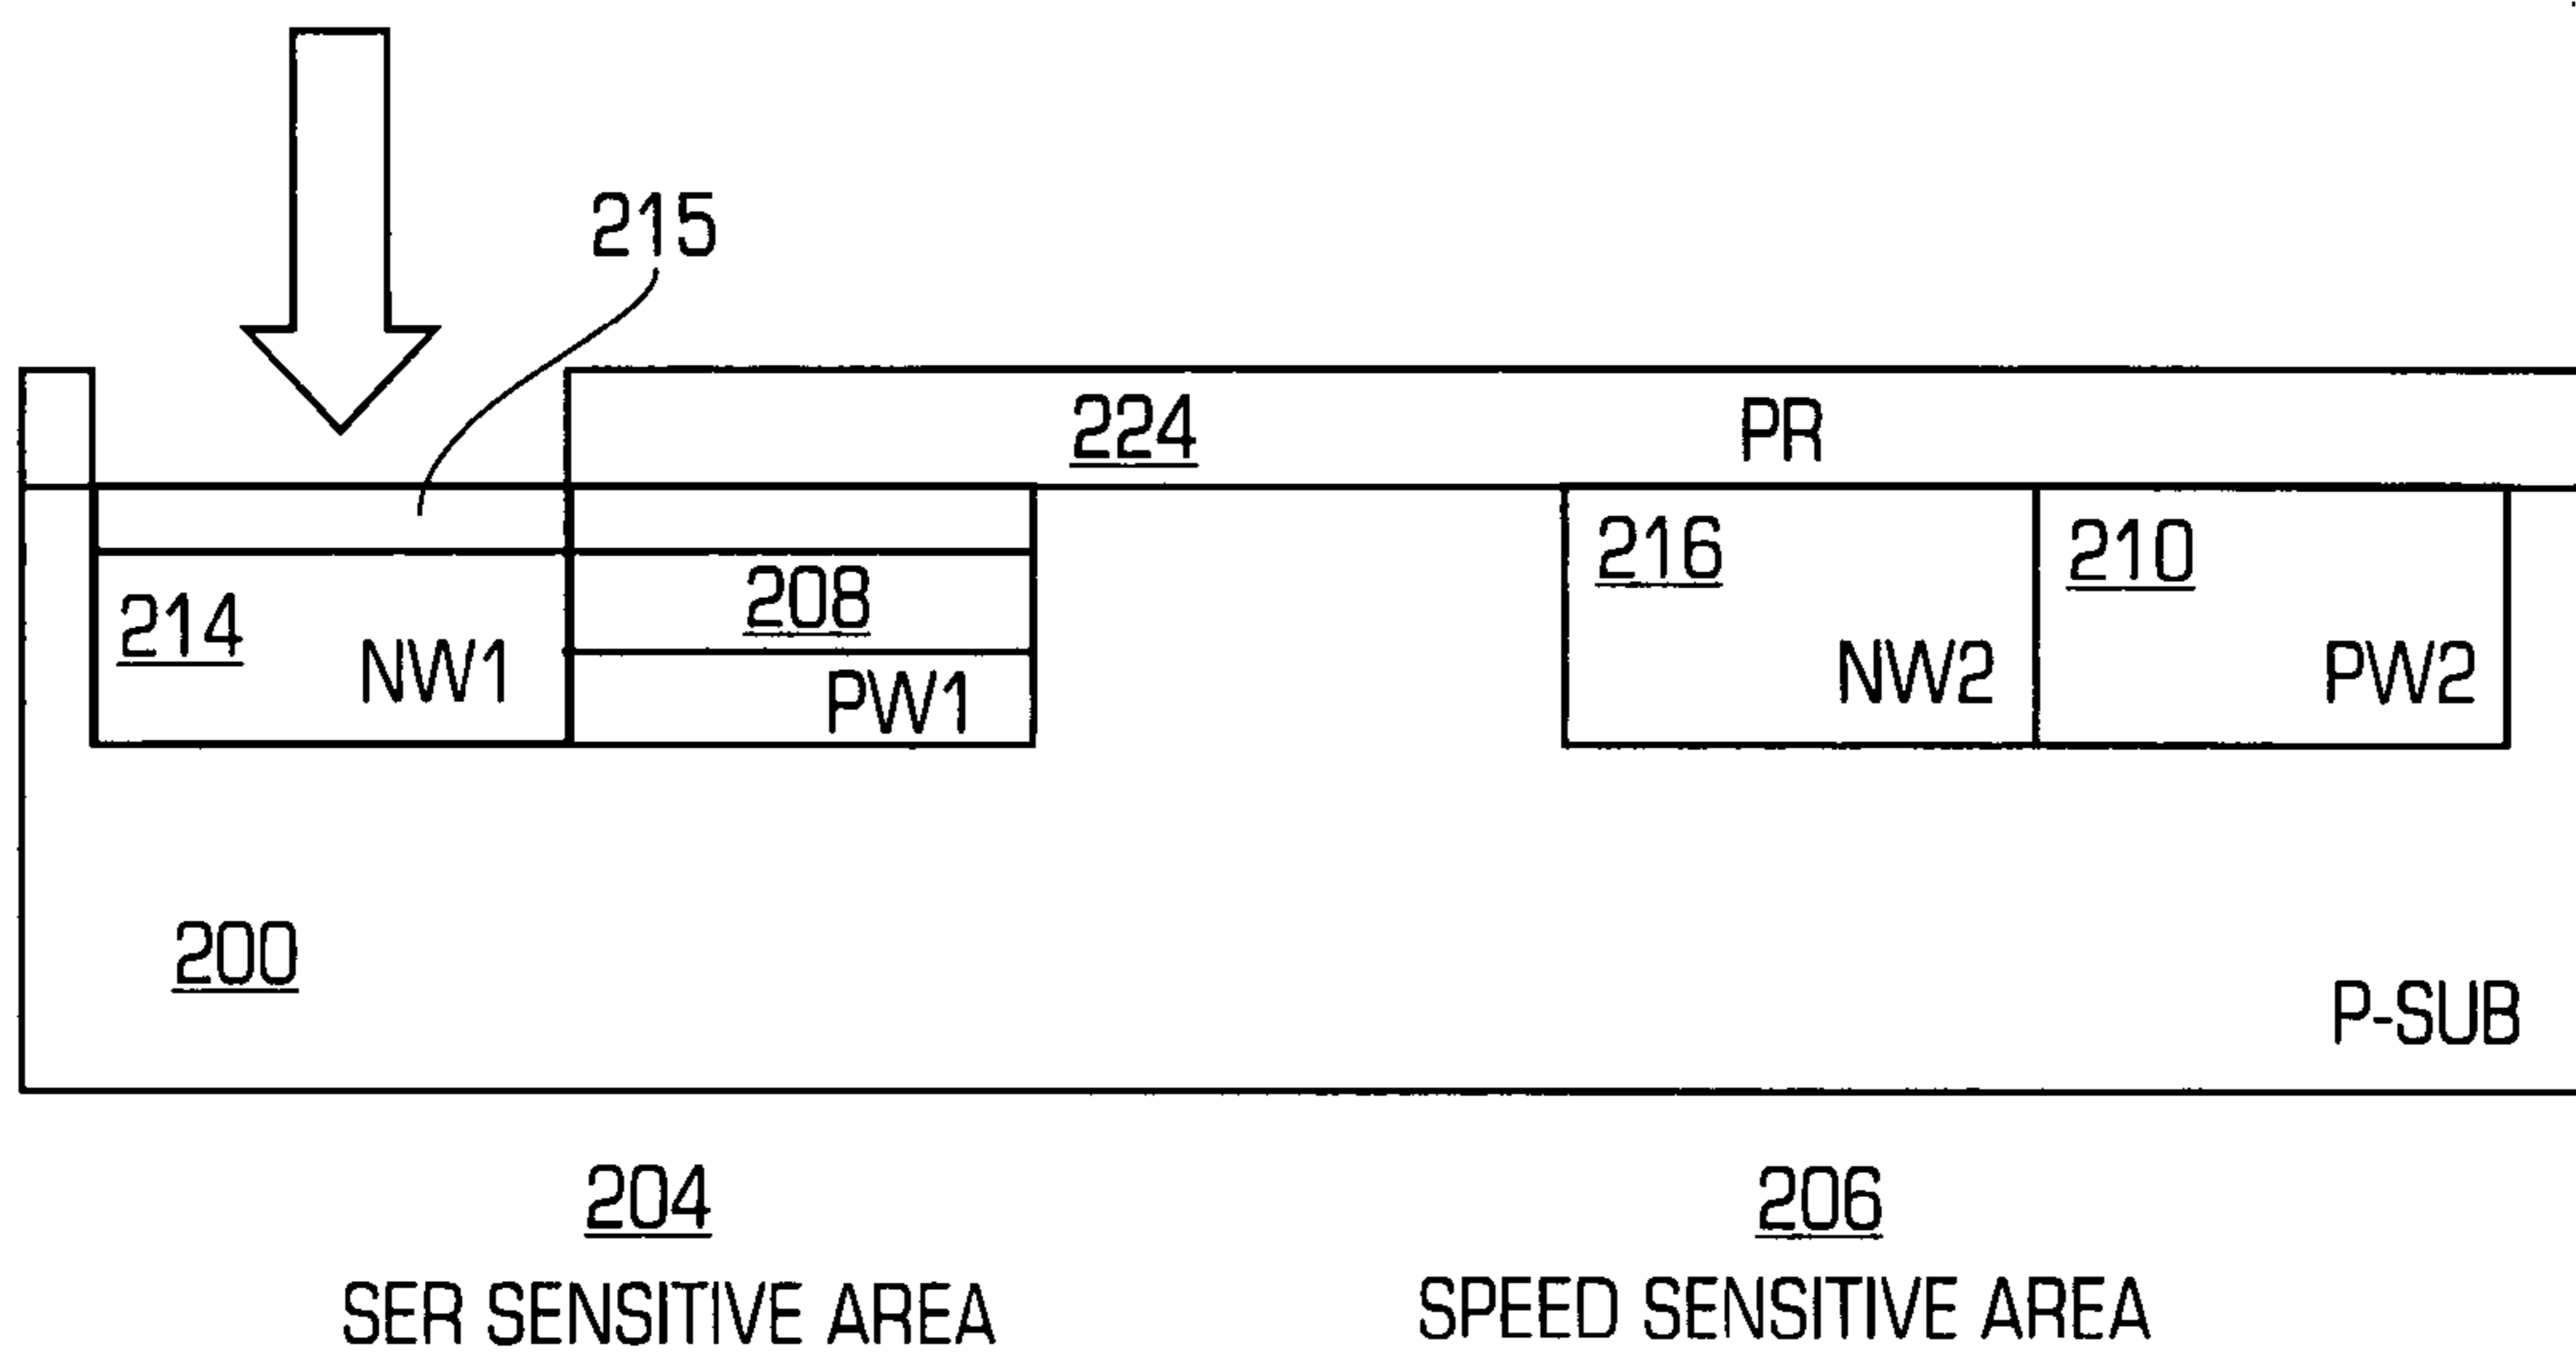 215
224 PR
216 210
208
214 NW1 NW2 PW2
PW1
200
P-SUB
204 206
SER SENSITIVE AREA SPEED SENSITIVE AREA